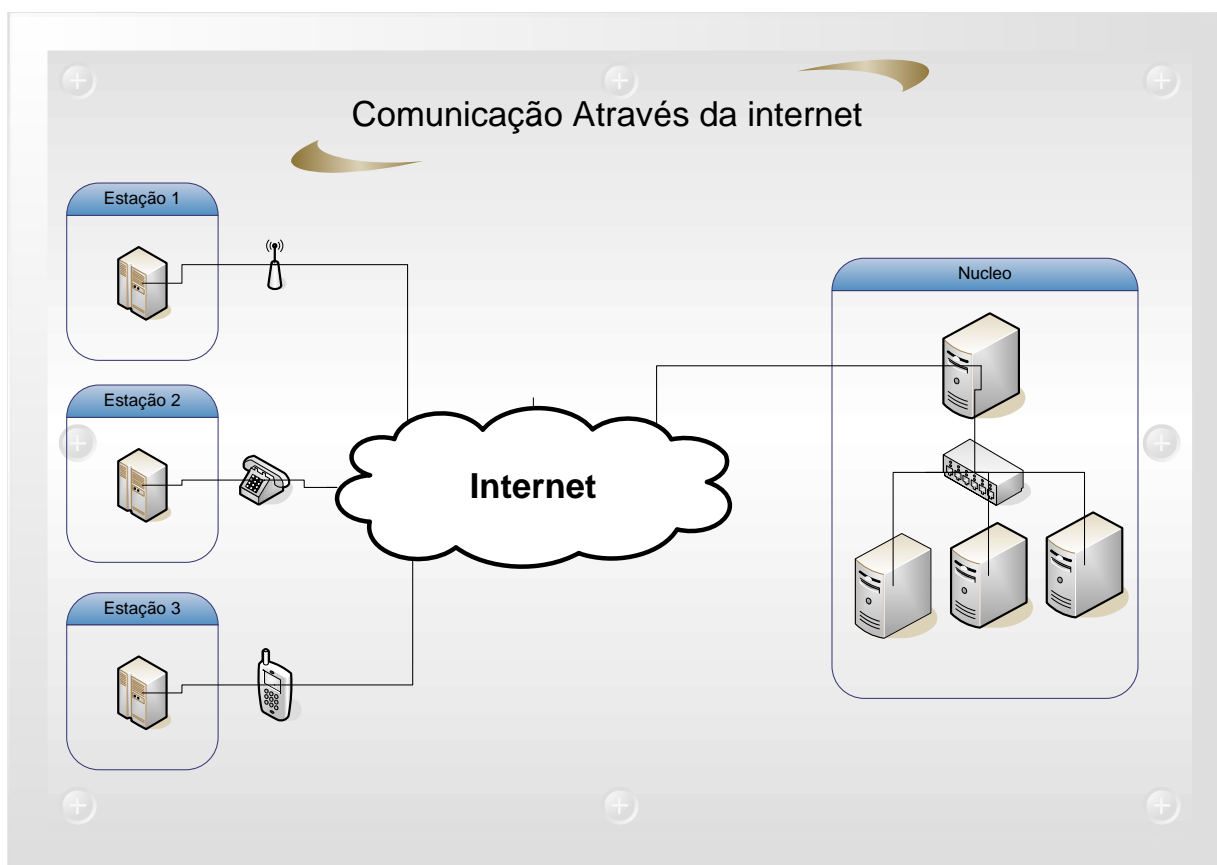 Comunicação Através da internet
Estação 1
Nucleo
Estação 2
Internet
Estação 3